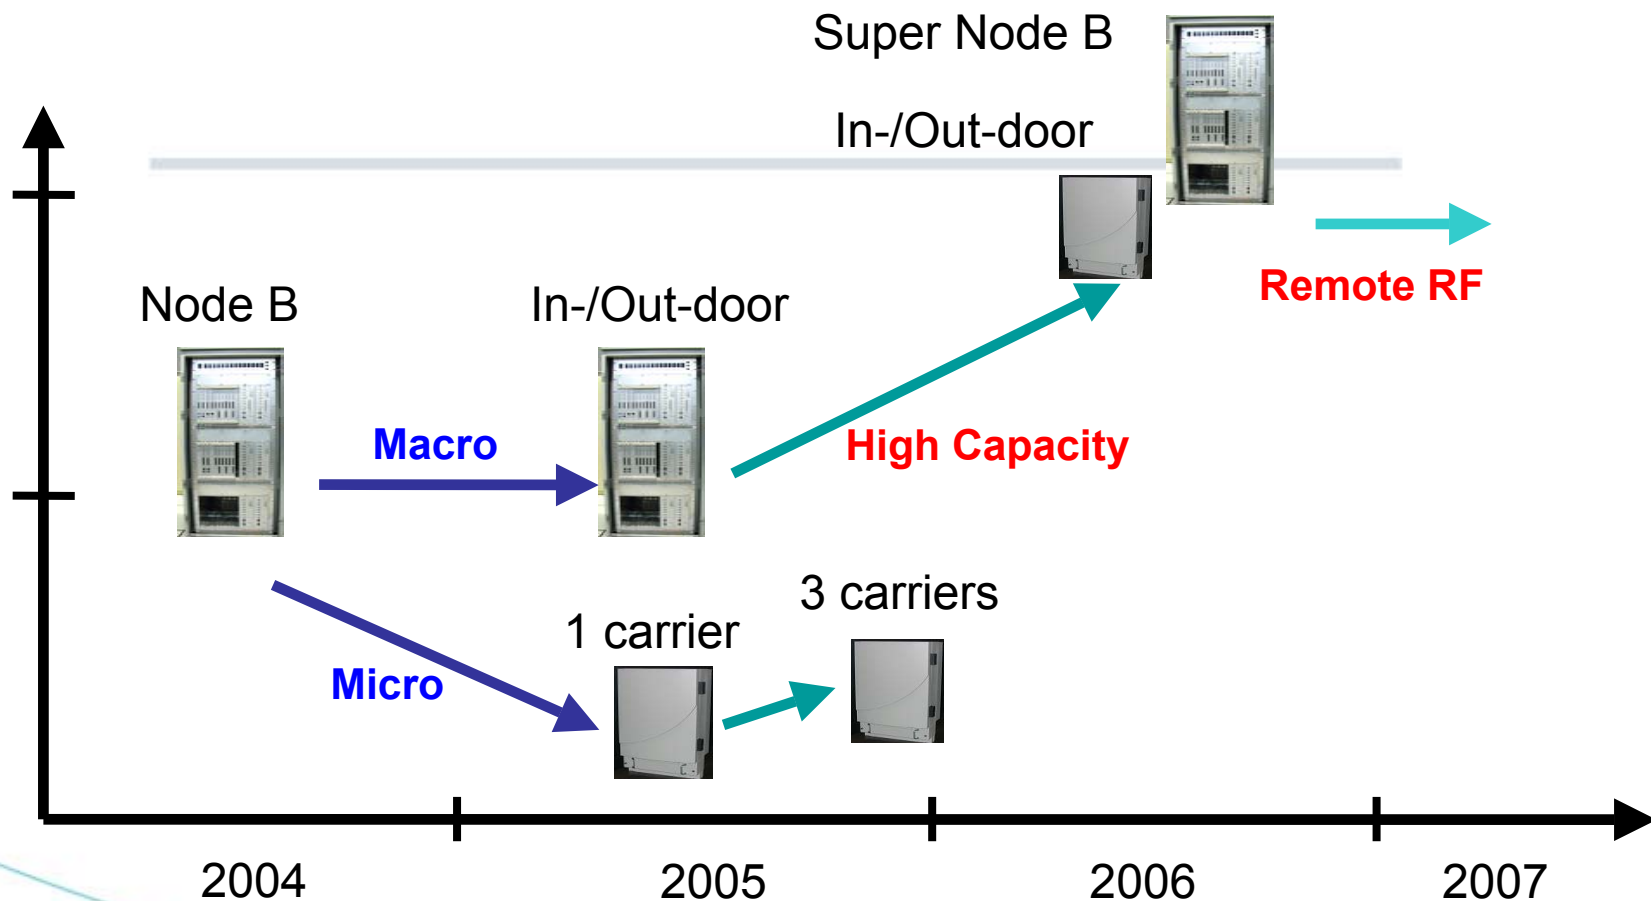 Super Node B
In-/Out-door
Remote RF
Node B
In-/Out-door
Macro
High Capacity
3 carriers
1 carrier
Micro
2004
2005
2006
2007